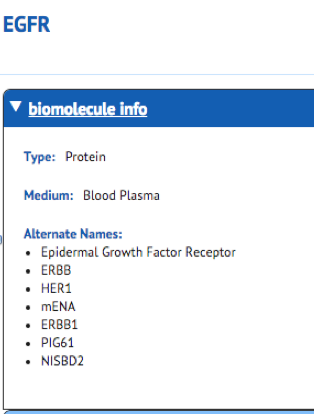 EGFR
biomolecule info
Type: Protein
Medium: Blood Plasma
Alternate Names:
• Epidermal Growth Factor Receptor
• ERBB
• HER1
• mENA
• ERBB1
• PIG61
• NISBD2